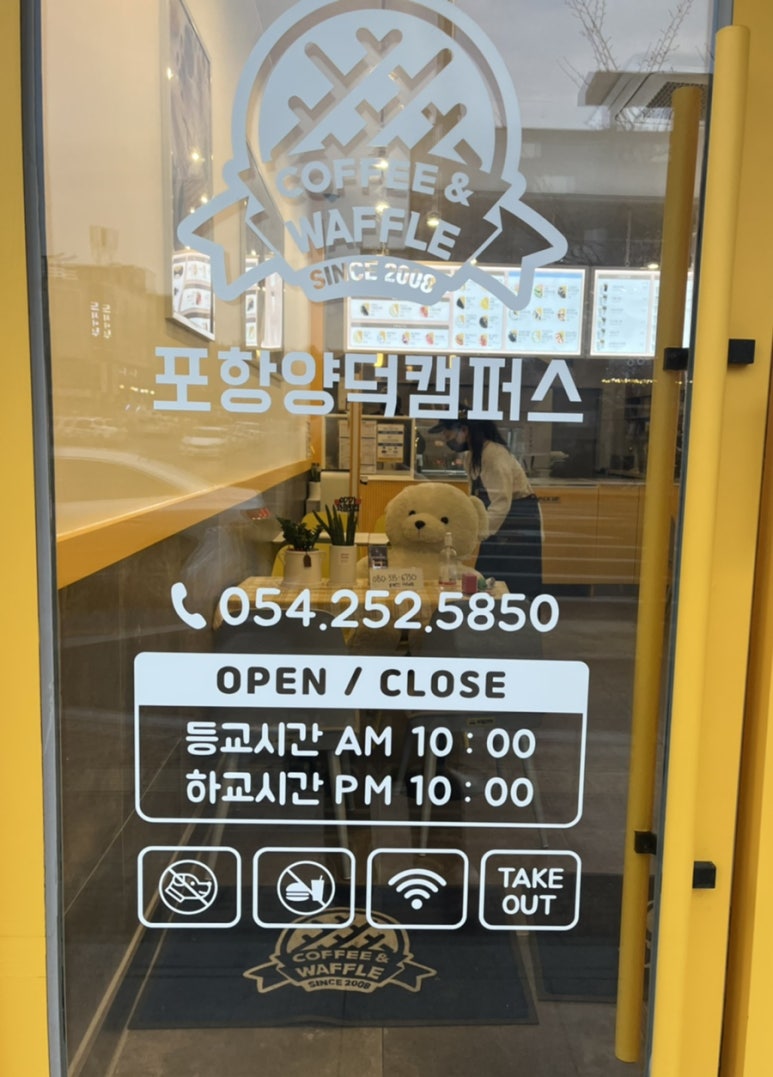 COFFEE &
WAFFLE
SINCE 2008
포항양덕캠퍼스
054.252.5850
OPEN / CLOSE
등교시간 AM 10 : 00
하교시간 PM 10 : 00
TAKE
OUT
COFFEE &
WAFFLE
SINCE 2008